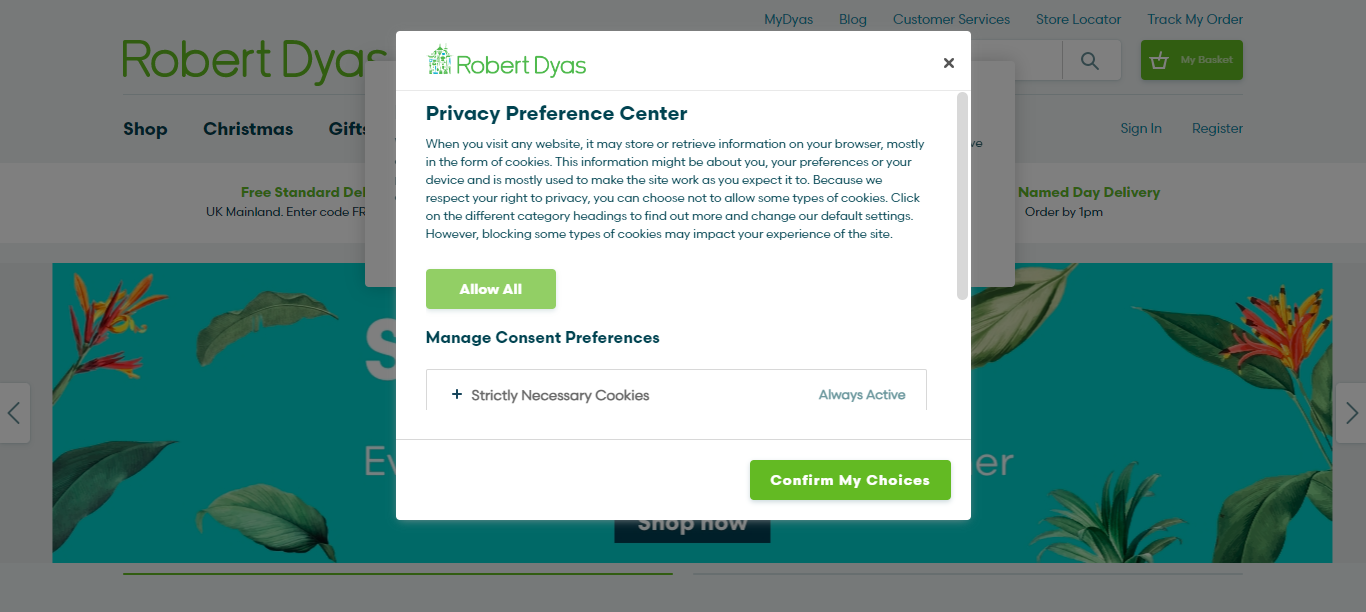 MyDyas Blog Customer Services Store Locator Track My Order
Robert Dyas
My Basket
Robert Dyas
Shop Christmas Gifts
Sign In Register
Privacy Preference Center
When you visit any website, it may store or retrieve information on your browser, mostly
in the form of cookies. This information might be about you, your preferences or your
device and is mostly used to make the site work as you expect it to. Because we
respect your right to privacy, you can choose not to allow some types of cookies. Click
on the different category headings to find out more and change our default settings.
However, blocking some types of cookies may impact your experience of the site.
Free Standard Del
UK Mainland. Enter code FR
Named Day Delivery
Order by 1pm
Allow All
Manage Consent Preferences
+ Strictly Necessary Cookies Always Active
S
Ev
er
Confirm My Choices
Shop now